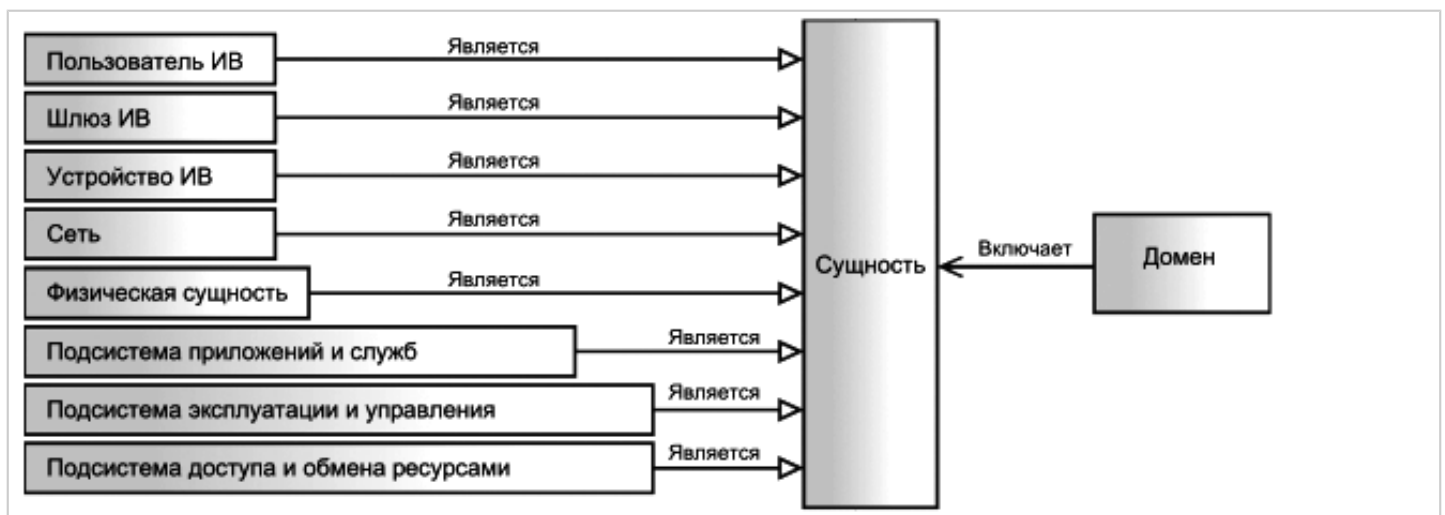 Пользователь ИВ
Является
Шлюз ИВ
Является
Устройство ИВ
Является
Сеть
Является
Физическая сущность
Является
Подсистема приложений и служб
Является
Подсистема эксплуатации и управления
Является
Подсистема доступа и обмена ресурсами
Является
Сущность
Включает
Домен